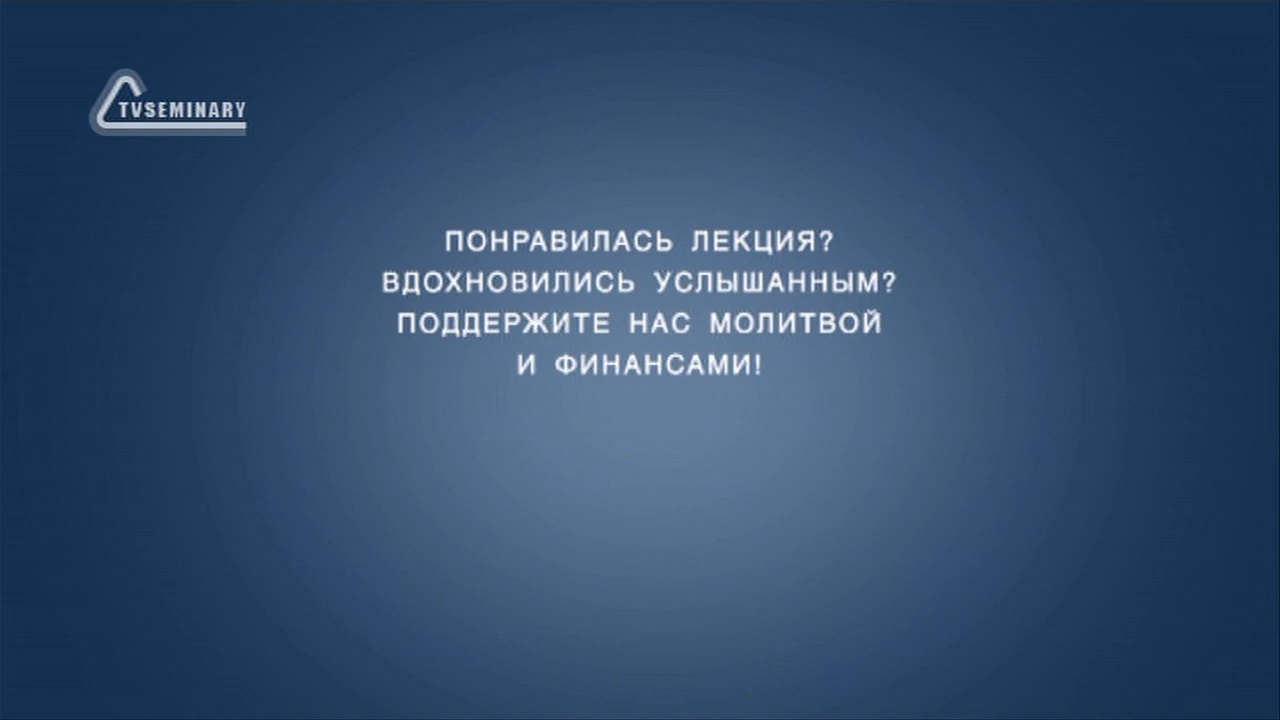 TVSEMINARY
ПОНРАВИЛАСЬ ЛЕКЦИЯ?
ВДОХНОВИЛИСЬ УСЛЫШАННЫМ?
ПОДДЕРЖИТЕ НАС МОЛИТВОЙ
И ФИНАНСАМИ!